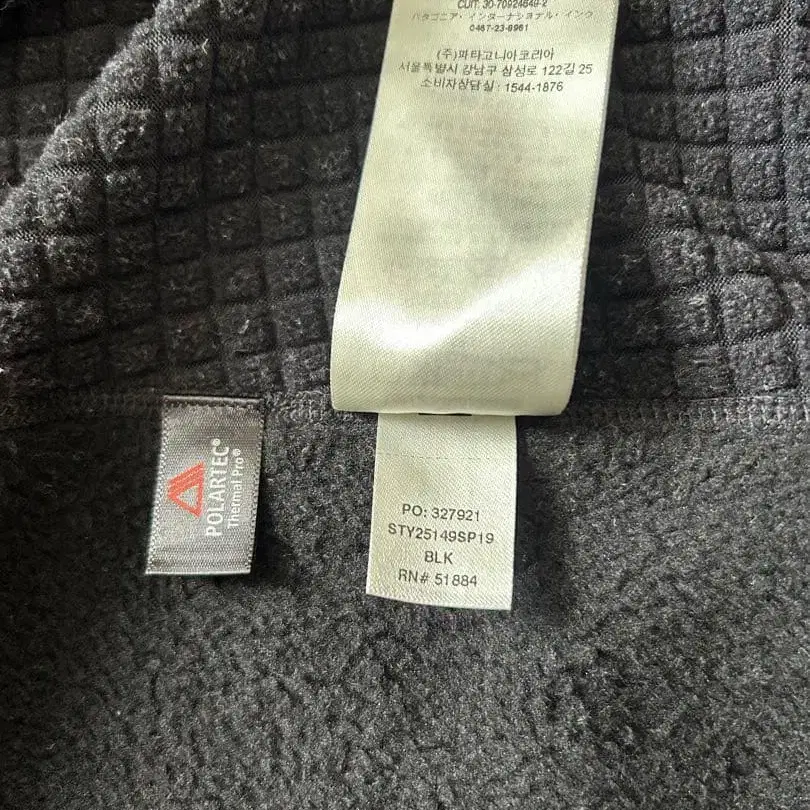 CUIT: 30-70924649-2
パタゴニア・インターナショナル・インク
0467-23-8961
(주)파타고니아코리아
서울특별시 강남구 삼성로 122길 25
소비자상담실 : 1544-1876
POLARTEC®
Thermal Pro®
PO: 327921
STY25149SP19
BLK
RN# 51884